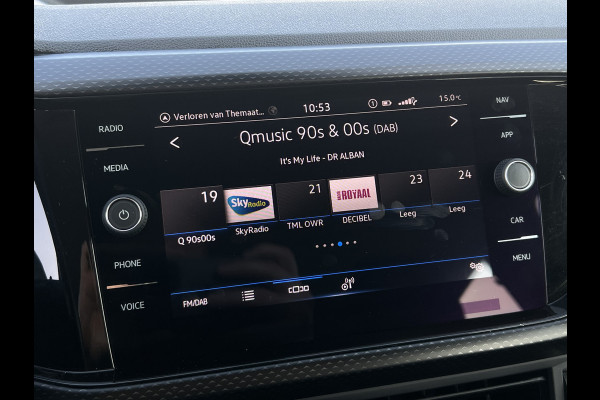 RADIO
MEDIA
PHONE
VOICE
Verloren van Themaat... 10:53 1 15.0°C
< Qmusic 90s & 00s (DAB) >
It's My Life - DR ALBAN
19 21 23 24
Sky Radio
ROYAAL
Q 90s00s SkyRadio TML OWR DECIBEL Leeg Leeg
FM/DAB
NAV
APP
CAR
MENU